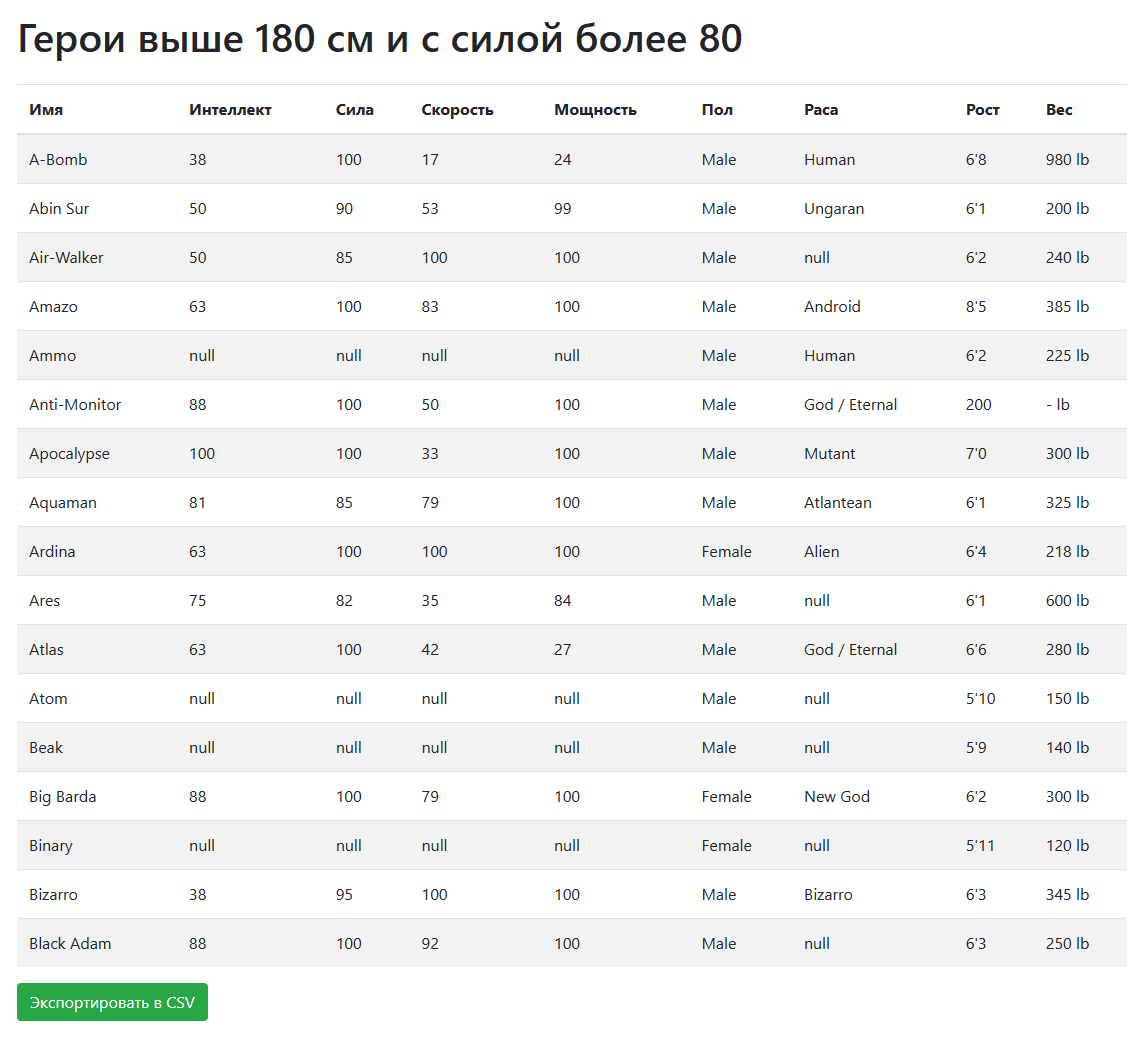 Герои выше 180 см и с силой более 80
Имя Интеллект Сила Скорость Мощность Пол Раса Рост Вес
A-Bomb 38 100 17 24 Male Human 6'8 980 lb
Abin Sur 50 90 53 99 Male Ungaran 6'1 200 lb
Air-Walker 50 85 100 100 Male null 6'2 240 lb
Amazo 63 100 83 100 Male Android 8'5 385 lb
Ammo null null null null Male Human 6'2 225 lb
Anti-Monitor 88 100 50 100 Male God / Eternal 200 - lb
Apocalypse 100 100 33 100 Male Mutant 7'0 300 lb
Aquaman 81 85 79 100 Male Atlantean 6'1 325 lb
Ardina 63 100 100 100 Female Alien 6'4 218 lb
Ares 75 82 35 84 Male null 6'1 600 lb
Atlas 63 100 42 27 Male God / Eternal 6'6 280 lb
Atom null null null null Male null 5'10 150 lb
Beak null null null null Male null 5'9 140 lb
Big Barda 88 100 79 100 Female New God 6'2 300 lb
Binary null null null null Female null 5'11 120 lb
Bizarro 38 95 100 100 Male Bizarro 6'3 345 lb
Black Adam 88 100 92 100 Male null 6'3 250 lb
Экспортировать в CSV